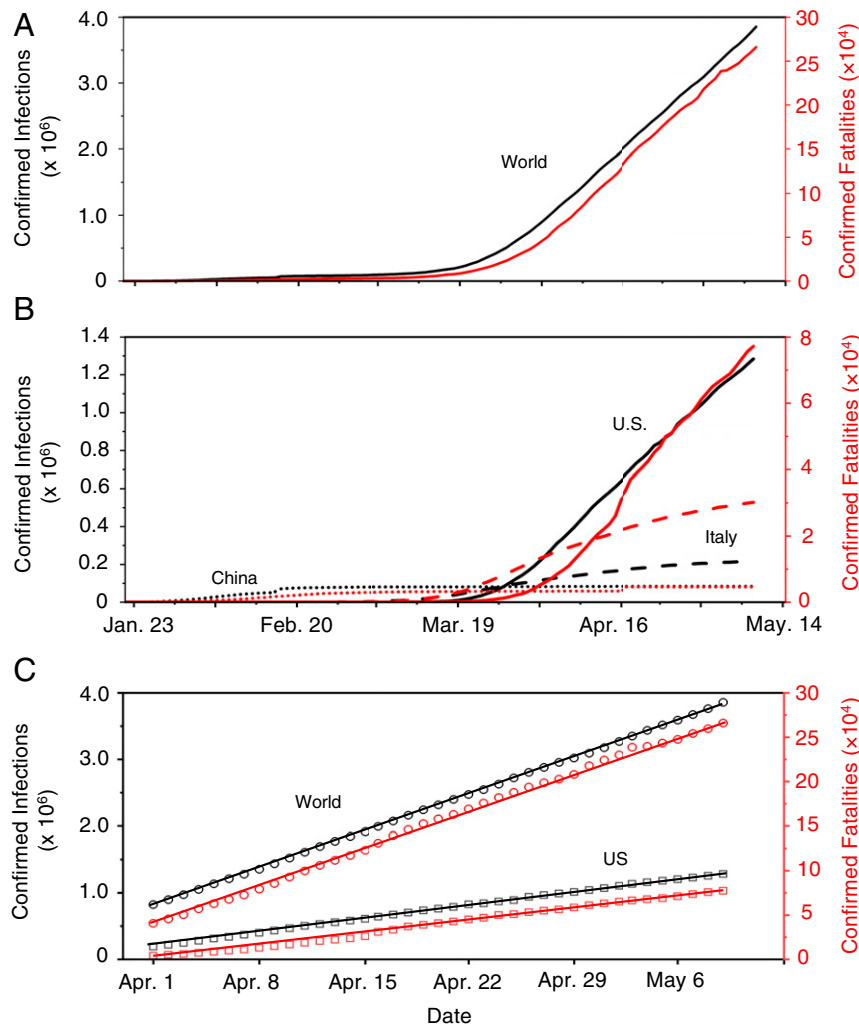 A
Confirmed Infections
(x 10⁶)
4.0
3.0
2.0
1.0
0
World
30
25
20
15
10
5
0
Confirmed Fatalities (×10⁴)
B
Confirmed Infections
(x 10⁶)
1.4
1.2
1.0
0.8
0.6
0.4
0.2
0
U.S.
Italy
China
8
6
4
2
0
Confirmed Fatalities (×10⁴)
Jan. 23 Feb. 20 Mar. 19 Apr. 16 May. 14
C
Confirmed Infections
(x 10⁶)
4.0
3.0
2.0
1.0
0
World
US
30
25
20
15
10
5
0
Confirmed Fatalities (×10⁴)
Apr. 1 Apr. 8 Apr. 15 Apr. 22 Apr. 29 May 6
Date